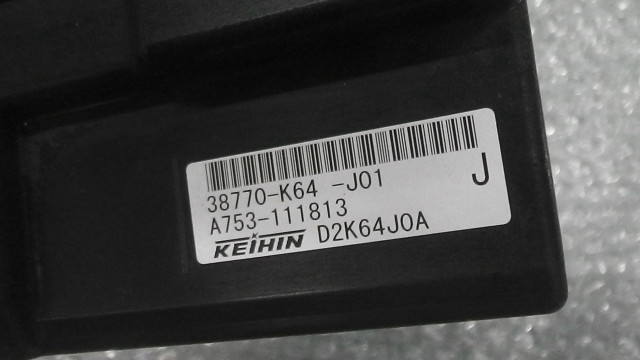 38770-K64 -J01
J
A753-111813
KEIHIN D2K64J0A